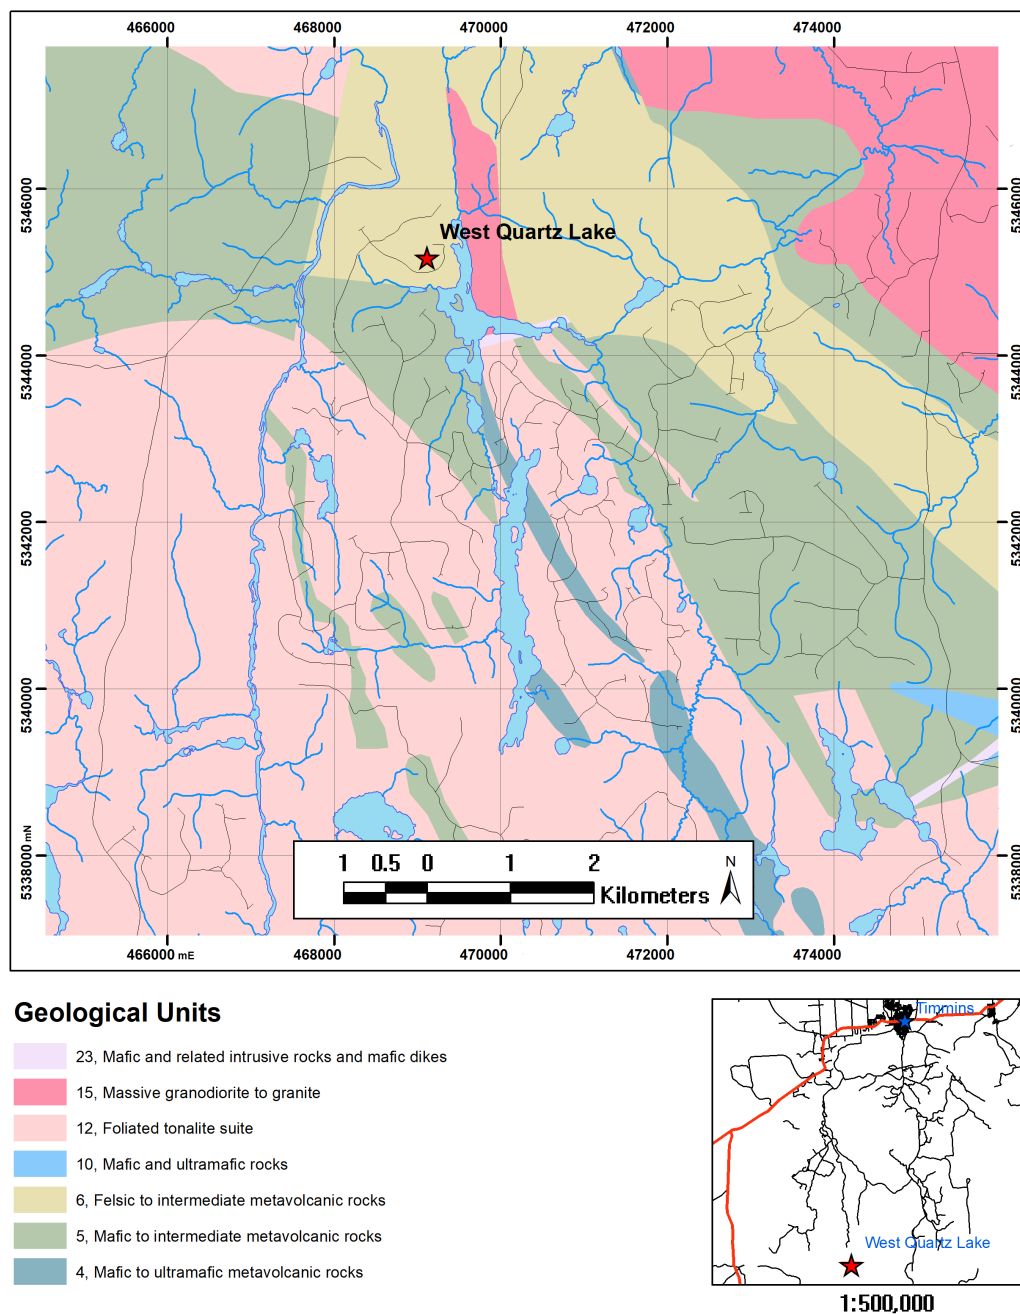 466000 468000 470000 472000 474000
5346000 5346000
West Quartz Lake
5344000 5344000
5342000 5342000
5340000 5340000
5338000 mN 5338000
1 0.5 0 1 2
Kilometers
N
466000 mE 468000 470000 472000 474000
Geological Units
23, Mafic and related intrusive rocks and mafic dikes
15, Massive granodiorite to granite
12, Foliated tonalite suite
10, Mafic and ultramafic rocks
6, Felsic to intermediate metavolcanic rocks
5, Mafic to intermediate metavolcanic rocks
4, Mafic to ultramafic metavolcanic rocks
Timmins
West Quartz Lake
1:500,000